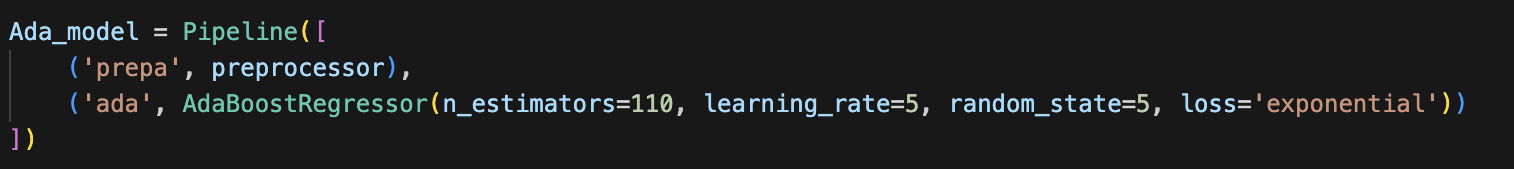 Ada_model = Pipeline([
    ('prepa', preprocessor),
    ('ada', AdaBoostRegressor(n_estimators=110, learning_rate=5, random_state=5, loss='exponential'))
])